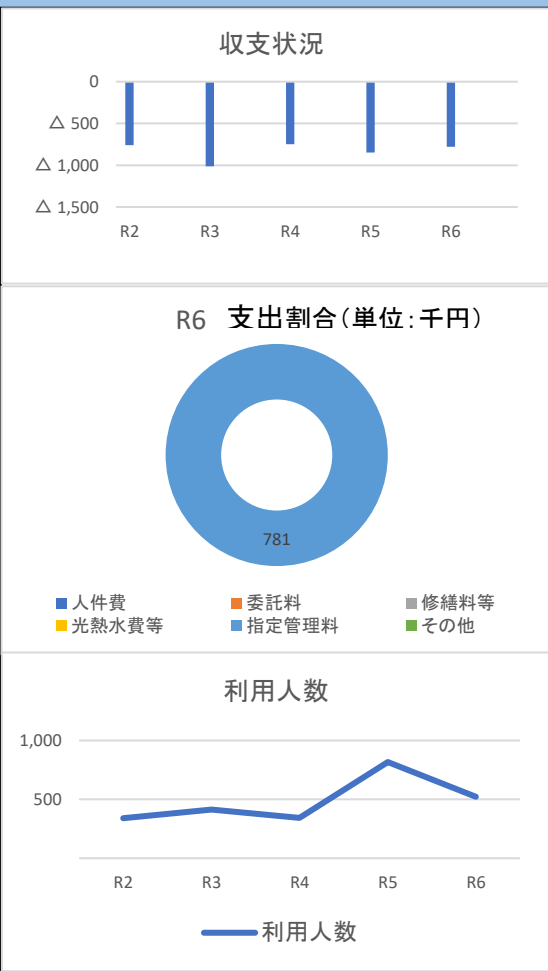 収支状況
0
△ 500
△ 1,000
△ 1,500
R2 R3 R4 R5 R6
R6 支出割合(単位:千円)
781
人件費 委託料 修繕料等
光熱水費等 指定管理料 その他
利用人数
1,000
500
R2 R3 R4 R5 R6
利用人数